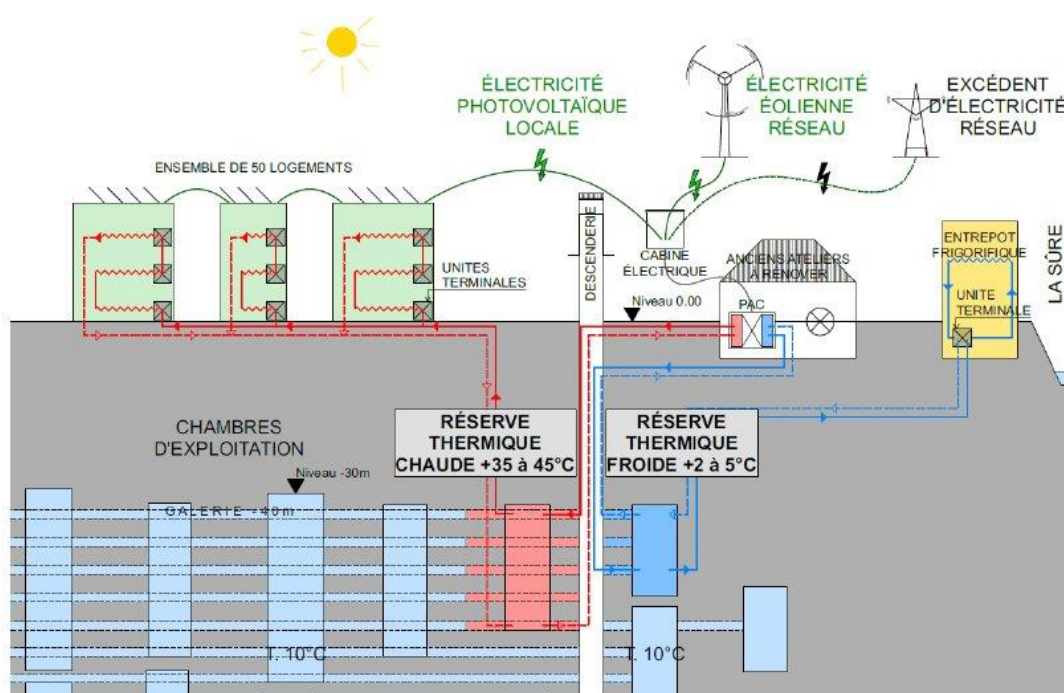 ÉLECTRICITÉ
PHOTOVOLTAÏQUE
LOCALE
ÉLECTRICITÉ
ÉOLIENNE
RÉSEAU
EXCÉDENT
D'ÉLECTRICITÉ
RÉSEAU
ENSEMBLE DE 50 LOGEMENTS
UNITES
TERMINALES
DESCENDERIE
CABINE
ÉLECTRIQUE
ANCIENS ATELIERS
À RENOVER
ENTREPOT
FRIGORIFIQUE
LA SÛRE
Niveau 0.00
PAC
UNITE
TERMINALE
CHAMBRES
D'EXPLOITATION
RÉSERVE
THERMIQUE
CHAUDE +35 à 45°C
RÉSERVE
THERMIQUE
FROIDE +2 à 5°C
Niveau -30m
GALERIE -40m
T. 10°C
T. 10°C